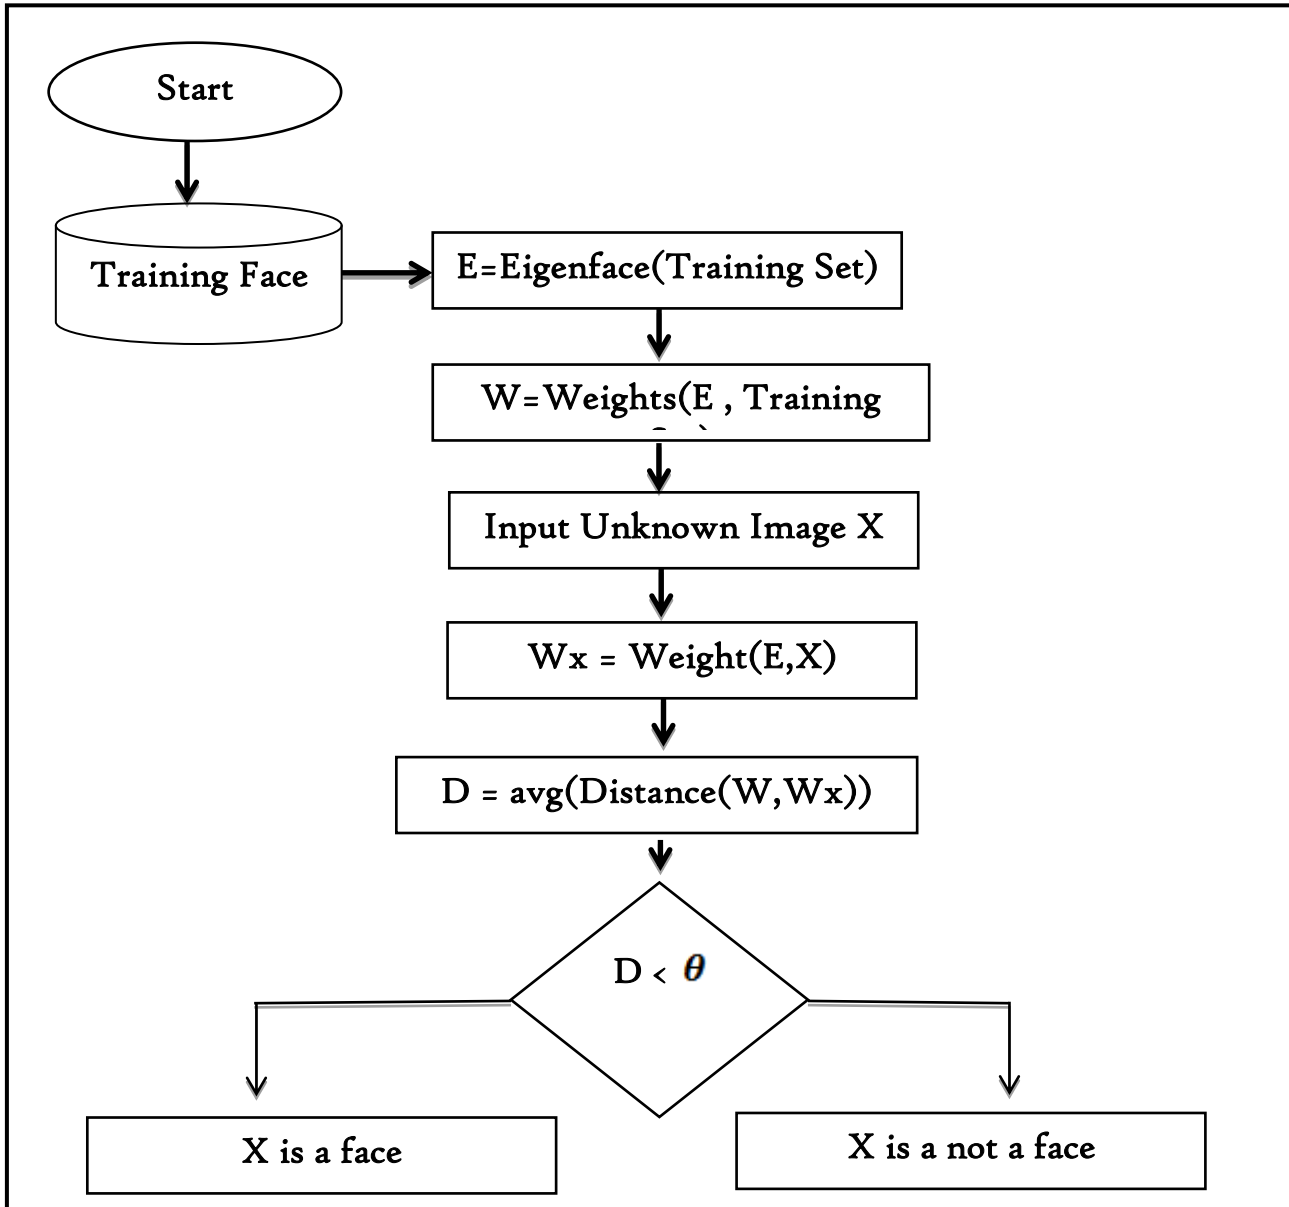 Start
Training Face
E=Eigenface(Training Set)
W=Weights(E , Training
Input Unknown Image X
Wx = Weight(E,X)
D = avg(Distance(W,Wx))
D < θ
X is a face
X is a not a face